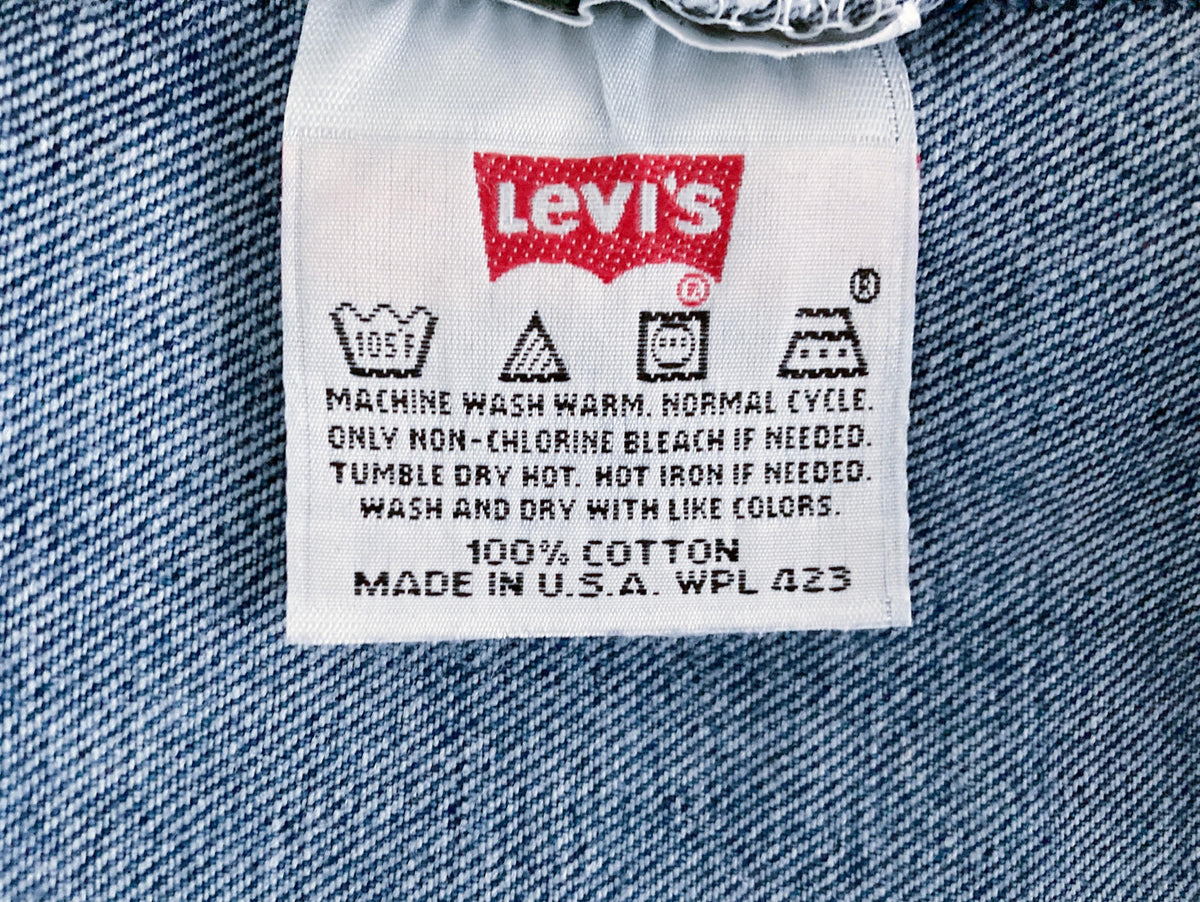 Levi's
®
®
105F
MACHINE WASH WARM. NORMAL CYCLE.
ONLY NON-CHLORINE BLEACH IF NEEDED.
TUMBLE DRY HOT. HOT IRON IF NEEDED.
WASH AND DRY WITH LIKE COLORS.
100% COTTON
MADE IN U.S.A. WPL 423